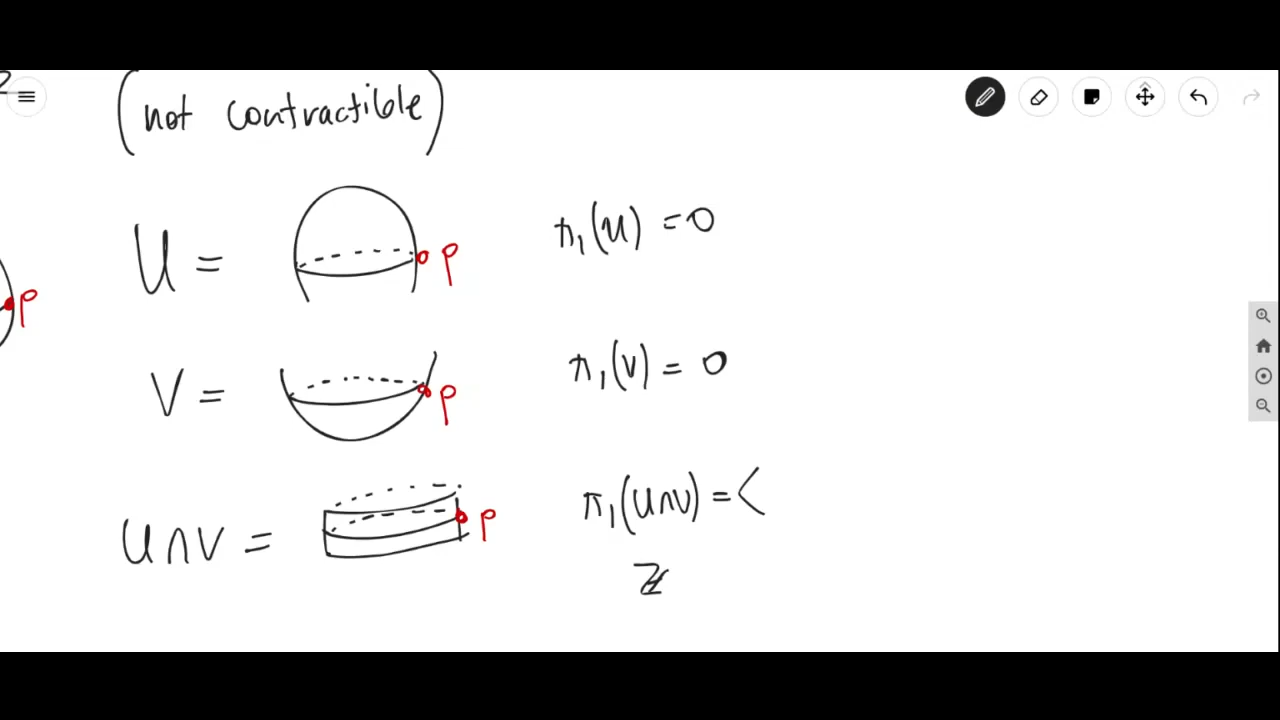 (not contractible)
U =
p
π₁(U) = 0
p
V =
p
π₁(V) = 0
U∩V =
p
π₁(U∩V) = <
ℤ